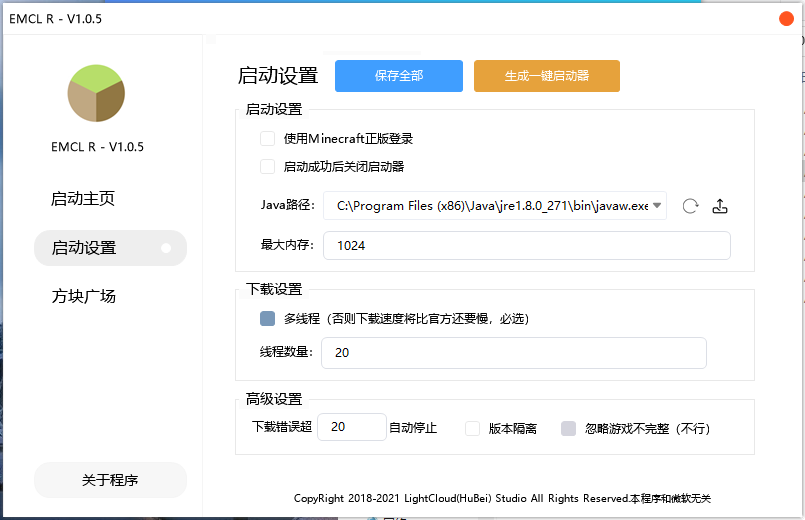 EMCL R - V1.0.5
EMCL R - V1.0.5
启动主页
启动设置
方块广场
关于程序
启动设置
保存全部
生成一键启动器
启动设置
使用Minecraft正版登录
启动成功后关闭启动器
Java路径：
C:\Program Files (x86)\Java\jre1.8.0_271\bin\javaw.exe
最大内存：
1024
下载设置
多线程（否则下载速度将比官方还要慢，必选）
线程数量：
20
高级设置
下载错误超 20 自动停止 版本隔离 忽略游戏不完整（不行）
CopyRight 2018-2021 LightCloud(HuBei) Studio All Rights Reserved.本程序和微软无关